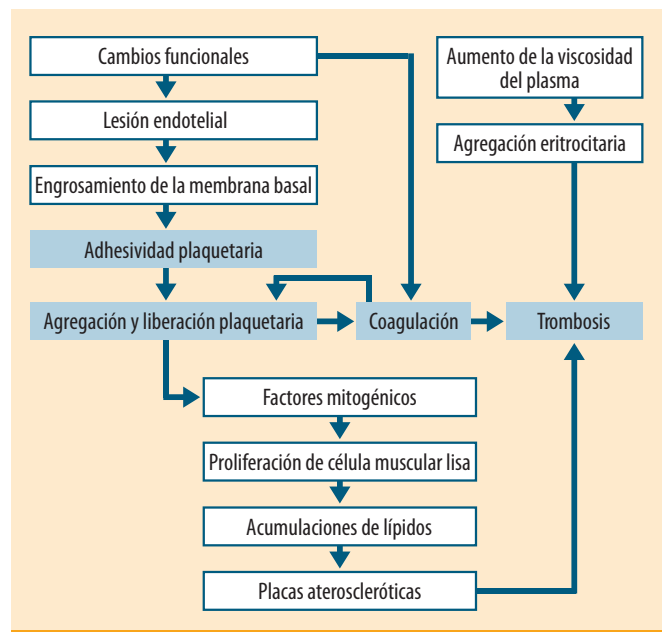 Cambios funcionales
Aumento de la viscosidad
del plasma
Lesión endotelial
Agregación eritrocitaria
Engrosamiento de la membrana basal
Adhesividad plaquetaria
Agregación y liberación plaquetaria
Coagulación
Trombosis
Factores mitogénicos
Proliferación de célula muscular lisa
Acumulaciones de lípidos
Placas ateroscleróticas